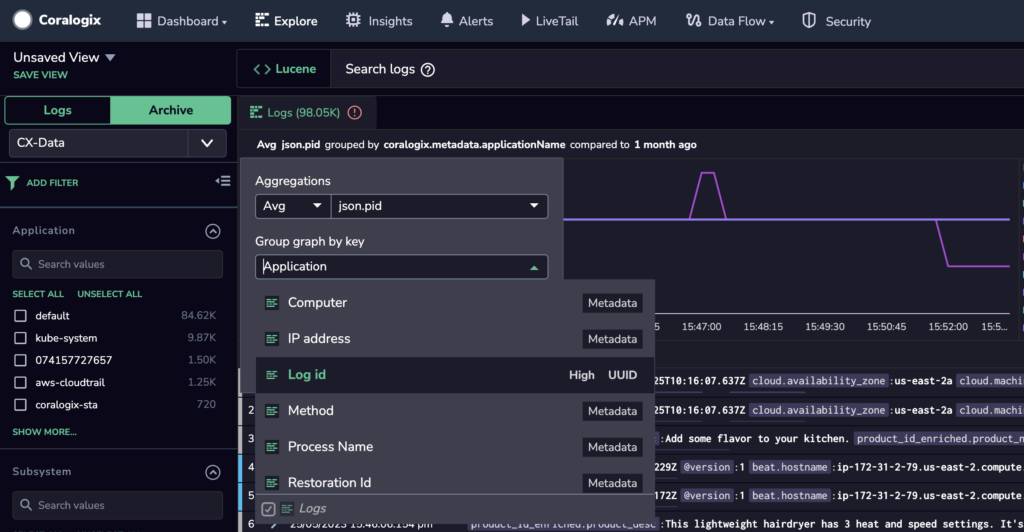 Coralogix
Dashboard
Explore
Insights
Alerts
LiveTail
APM
Data Flow
Security
Unsaved View
SAVE VIEW
<> Lucene
Search logs ?
Logs
Archive
CX-Data
Logs (98.05K) !
Avg json.pid grouped by coralogix.metadata.applicationName compared to 1 month ago
ADD FILTER
Aggregations
Avg
json.pid
Group graph by key
Application
Application
Search values
SELECT ALL UNSELECT ALL
default 84.62K
kube-system 9.87K
074157727657 1.50K
aws-cloudtrail 1.25K
coralogix-sta 720
SHOW MORE...
Subsystem
Search values
Computer Metadata
IP address Metadata
Log id High UUID
Method Metadata
Process Name Metadata
Restoration Id Metadata
Logs
5 15:47:00 15:48:15 15:49:30 15:50:45 15:52:00 15:5...
25T10:16:07.637Z cloud.availability_zone :us-east-2a cloud.machin
2 25T10:16:07.637Z cloud.availability_zone :us-east-2a cloud.machin
3 :Add some flavor to your kitchen. product_id_enriched.product_n
4 229Z @version :1 beat.hostname :ip-172-31-2-79.us-east-2.compute.
5 172Z @version :1 beat.hostname :ip-172-31-2-79.us-east-2.compute.
6 25/05/2023 15:46:06.154 pm product_id_enriched.product_desc :This lightweight hairdryer has 3 heat and speed settings. It's